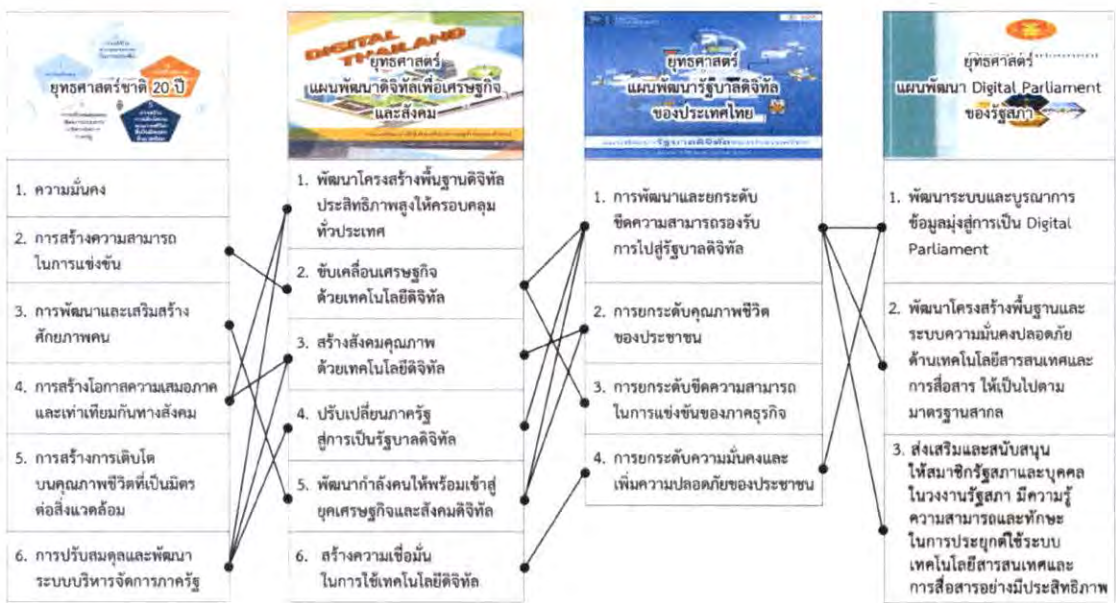 ยุทธศาสตร์ชาติ 20 ปี
1. ความมั่นคง
2. การสร้างความสามารถ
ในการแข่งขัน
3. การพัฒนาและเสริมสร้าง
ศักยภาพคน
4. การสร้างโอกาสความเสมอภาค
และเท่าเทียมกันทางสังคม
5. การสร้างการเติบโต
บนคุณภาพชีวิตที่เป็นมิตร
ต่อสิ่งแวดล้อม
6. การปรับสมดุลและพัฒนา
ระบบบริหารจัดการภาครัฐ
DIGITAL
THAILAND
ยุทธศาสตร์
แผนพัฒนาดิจิทัลเพื่อเศรษฐกิจ
และสังคม
1. พัฒนาโครงสร้างพื้นฐานดิจิทัล
ประสิทธิภาพสูงให้ครอบคลุม
ทั่วประเทศ
2. ขับเคลื่อนเศรษฐกิจ
ด้วยเทคโนโลยีดิจิทัล
3. สร้างสังคมคุณภาพ
ด้วยเทคโนโลยีดิจิทัล
4. ปรับเปลี่ยนภาครัฐ
สู่การเป็นรัฐบาลดิจิทัล
5. พัฒนากำลังคนให้พร้อมเข้าสู่
ยุคเศรษฐกิจและสังคมดิจิทัล
6. สร้างความเชื่อมั่น
ในการใช้เทคโนโลยีดิจิทัล
ยุทธศาสตร์
แผนพัฒนารัฐบาลดิจิทัล
ของประเทศไทย
1. การพัฒนาและยกระดับ
ขีดความสามารถรองรับ
การไปสู่รัฐบาลดิจิทัล
2. การยกระดับคุณภาพชีวิต
ของประชาชน
3. การยกระดับขีดความสามารถ
ในการแข่งขันของภาคธุรกิจ
4. การยกระดับความมั่นคงและ
เพิ่มความปลอดภัยของประชาชน
ยุทธศาสตร์
แผนพัฒนา Digital Parliament
ของรัฐสภา
1. พัฒนาระบบและบูรณาการ
ข้อมูลมุ่งสู่การเป็น Digital
Parliament
2. พัฒนาโครงสร้างพื้นฐานและ
ระบบความมั่นคงปลอดภัย
ด้านเทคโนโลยีสารสนเทศและ
การสื่อสาร ให้เป็นไปตาม
มาตรฐานสากล
3. ส่งเสริมและสนับสนุน
ให้สมาชิกรัฐสภาและบุคคล
ในวงงานรัฐสภา มีความรู้
ความสามารถและทักษะ
ในการประยุกต์ใช้ระบบ
เทคโนโลยีสารสนเทศและ
การสื่อสารอย่างมีประสิทธิภาพ